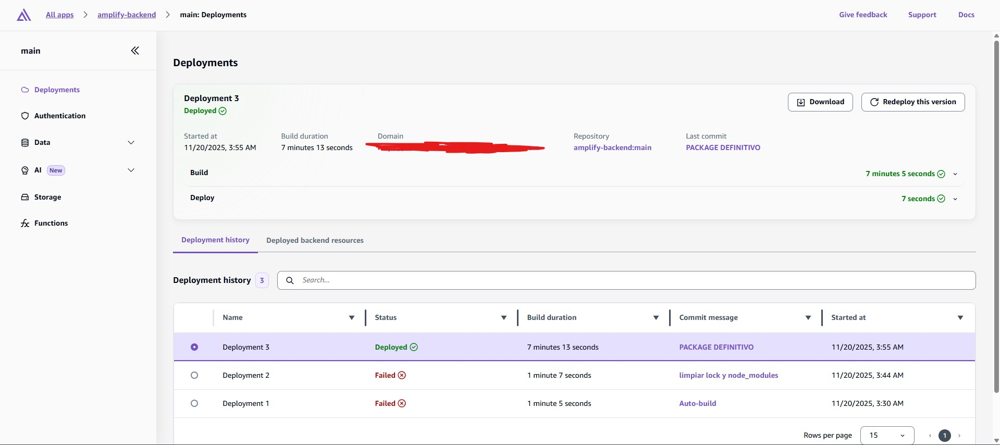 All apps > amplify-backend > main: Deployments
Give feedback Support Docs
main
Deployments
Authentication
Data
AI New
Storage
Functions
Deployments
Deployment 3
Deployed
Download
Redeploy this version
Started at
11/20/2025, 3:55 AM
Build duration
7 minutes 13 seconds
Domain
Repository
amplify-backend:main
Last commit
PACKAGE DEFINITIVO
Build 7 minutes 5 seconds
Deploy 7 seconds
Deployment history Deployed backend resources
Deployment history 3 Search...
Name Status Build duration Commit message Started at
Deployment 3 Deployed 7 minutes 13 seconds PACKAGE DEFINITIVO 11/20/2025, 3:55 AM
Deployment 2 Failed 1 minute 7 seconds limpiar lock y node_modules 11/20/2025, 3:44 AM
Deployment 1 Failed 1 minute 5 seconds Auto-build 11/20/2025, 3:30 AM
Rows per page 15 ‹ 1 ›